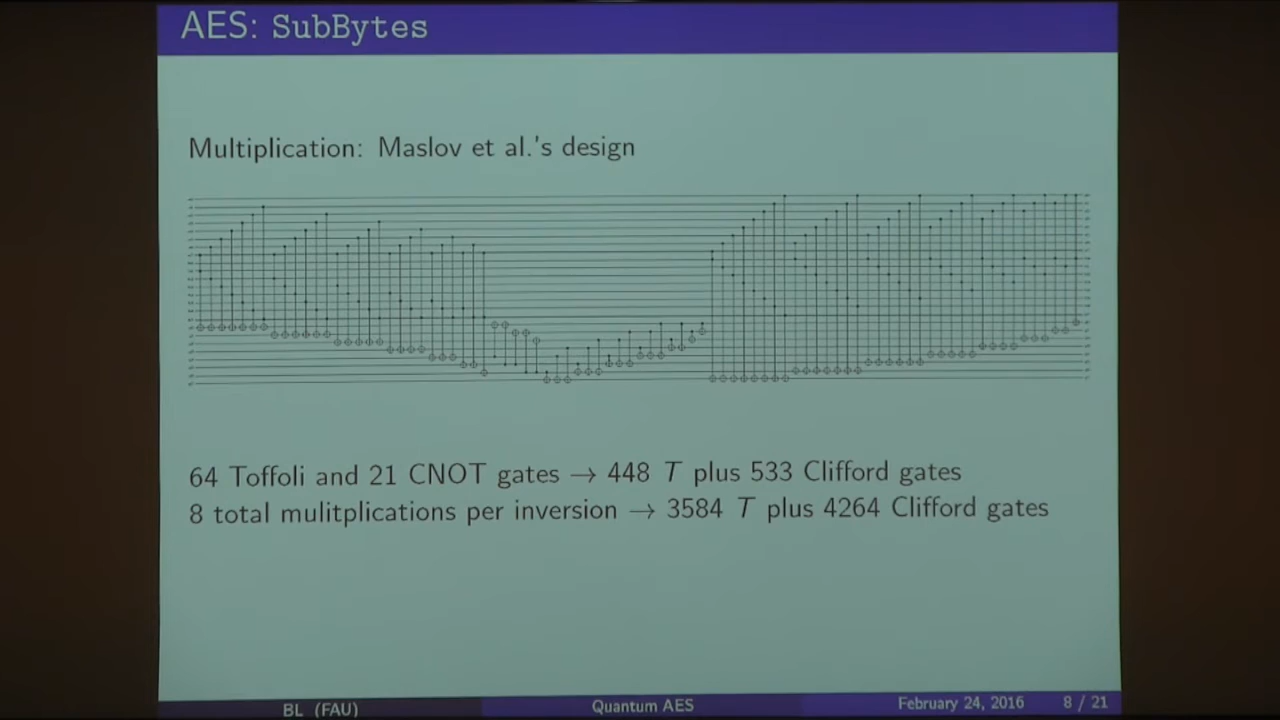 AES: SubBytes
Multiplication: Maslov et al.'s design
64 Toffoli and 21 CNOT gates → 448 T plus 533 Clifford gates
8 total mulitplications per inversion → 3584 T plus 4264 Clifford gates
BL (FAU) Quantum AES February 24, 2016 8 / 21